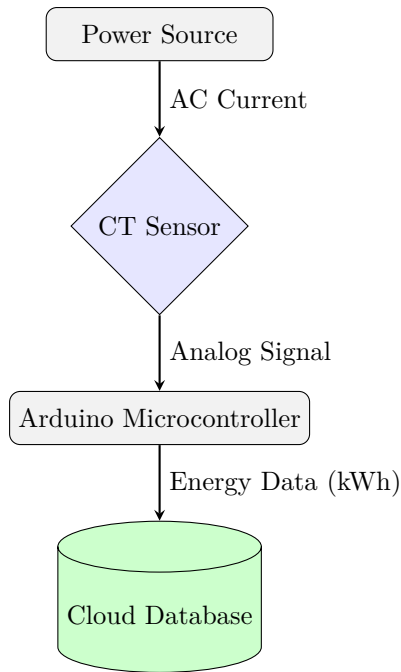 Power Source
AC Current
CT Sensor
Analog Signal
Arduino Microcontroller
Energy Data (kWh)
Cloud Database